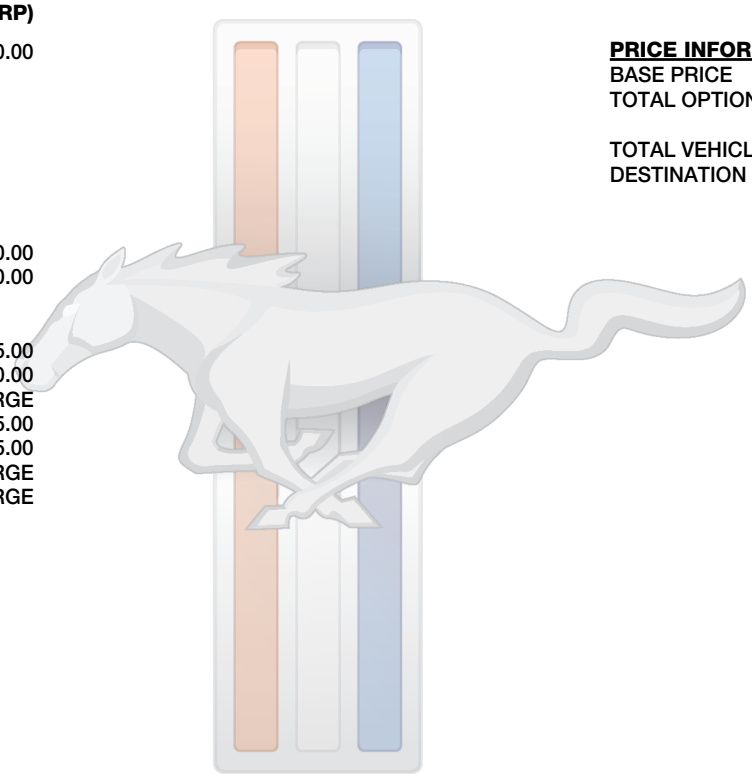 RP)
0.00
0.00
0.00
5.00
0.00
RGE
5.00
5.00
RGE
RGE
PRICE INFOR
BASE PRICE
TOTAL OPTION
TOTAL VEHICL
DESTINATION